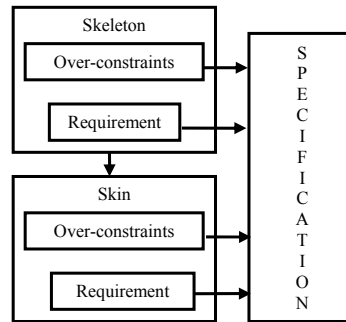 Skeleton
Over-constraints
Requirement
Skin
Over-constraints
Requirement
S
P
E
C
I
F
I
C
A
T
I
O
N